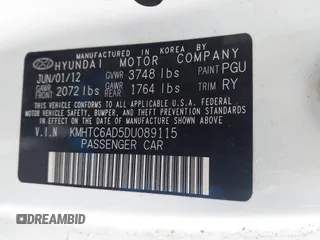 MANUFACTURED IN KOREA
HYUNDAI MOTOR COMPANY
JUN/01/12 GVWR 3748 lbs PAINT PGU
GAWR FRONT 2072 lbs GAWR REAR 1764 lbs TRIM RY
THIS VEHICLE CONFORMS TO ALL APPLICABLE U.S. FEDERAL MOTOR VEHICLE SAFETY, BUMPER, AND THEFT PREVENTION STANDARDS IN EFFECT ON THE DATE OF MANUFACTURE SHOWN ABOVE.
V.I.N KMHTC6AD5DU089115
PASSENGER CAR
DREAMBID